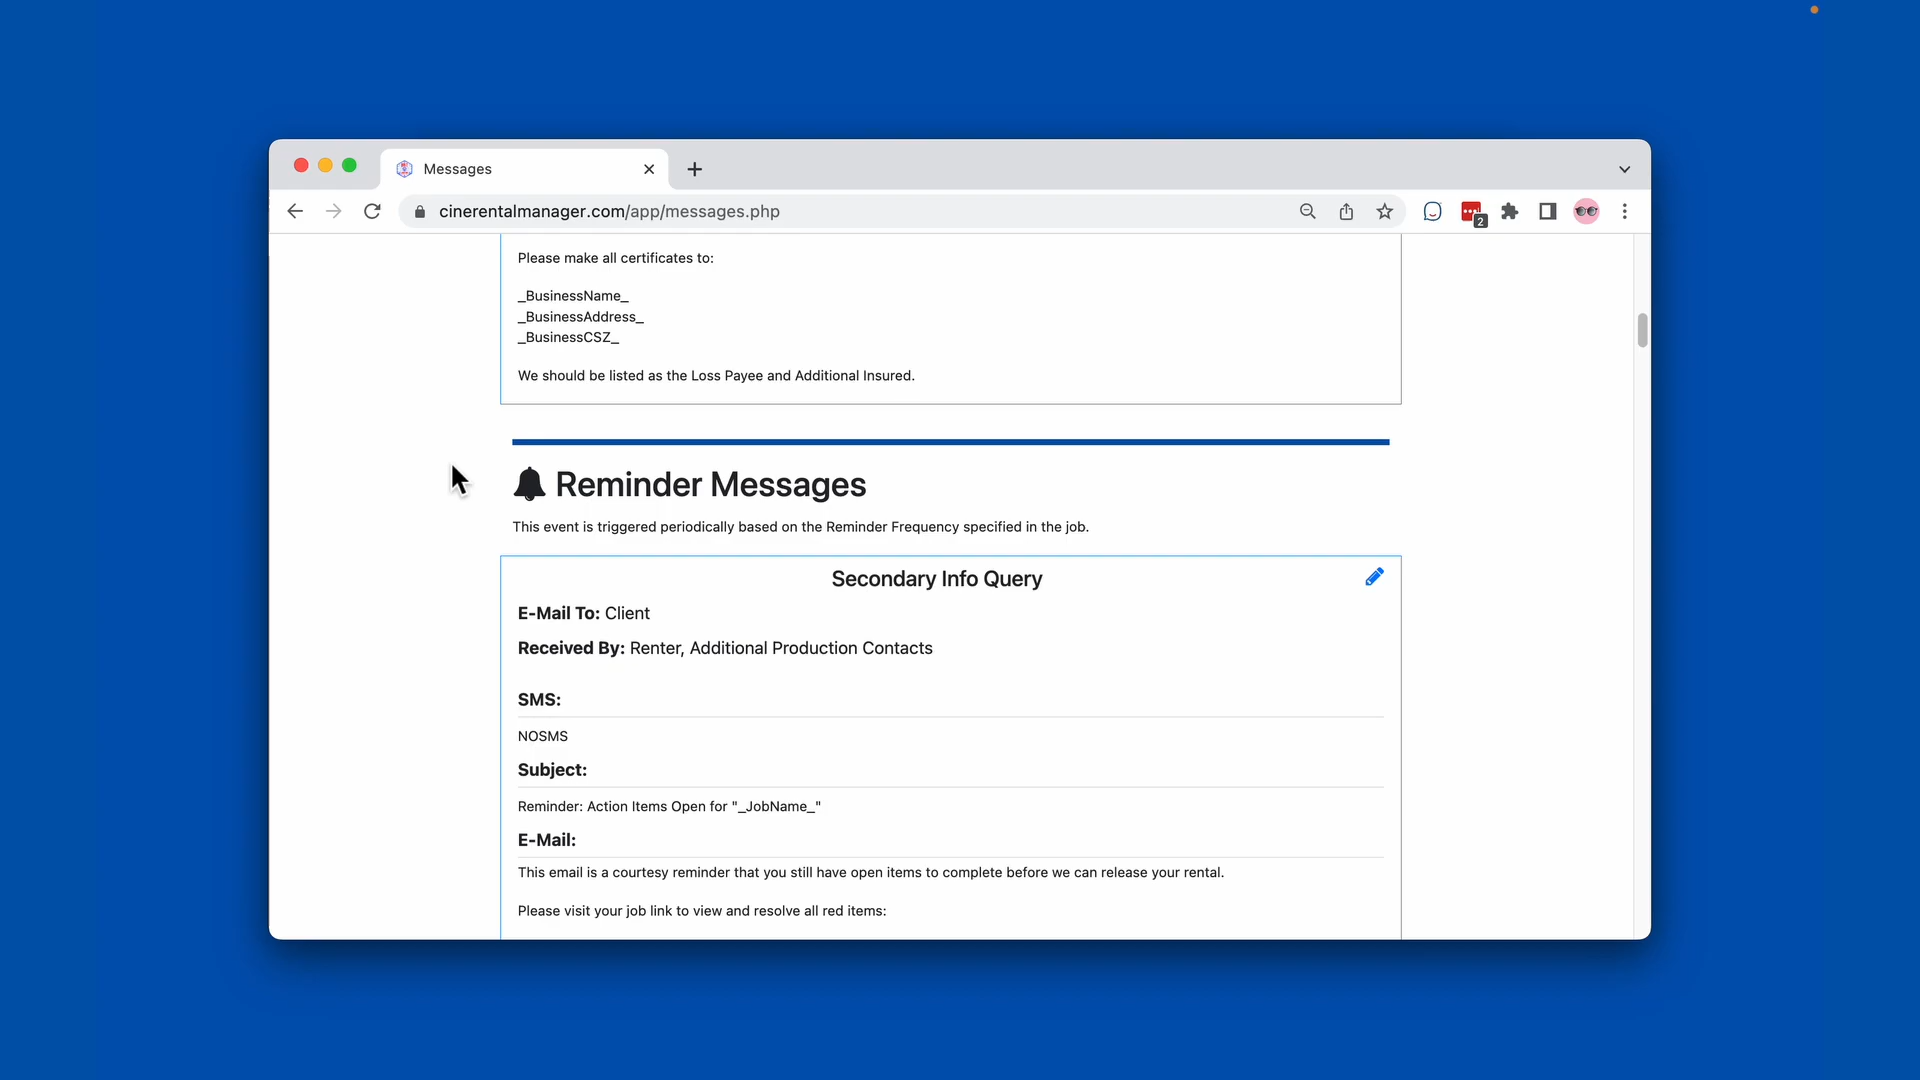 Messages
cinerentalmanager.com/app/messages.php
2
Please make all certificates to:
_BusinessName_
_BusinessAddress_
_BusinessCSZ_
We should be listed as the Loss Payee and Additional Insured.
Reminder Messages
This event is triggered periodically based on the Reminder Frequency specified in the job.
Secondary Info Query
E-Mail To: Client
Received By: Renter, Additional Production Contacts
SMS:
NOSMS
Subject:
Reminder: Action Items Open for "_JobName_"
E-Mail:
This email is a courtesy reminder that you still have open items to complete before we can release your rental.
Please visit your job link to view and resolve all red items: